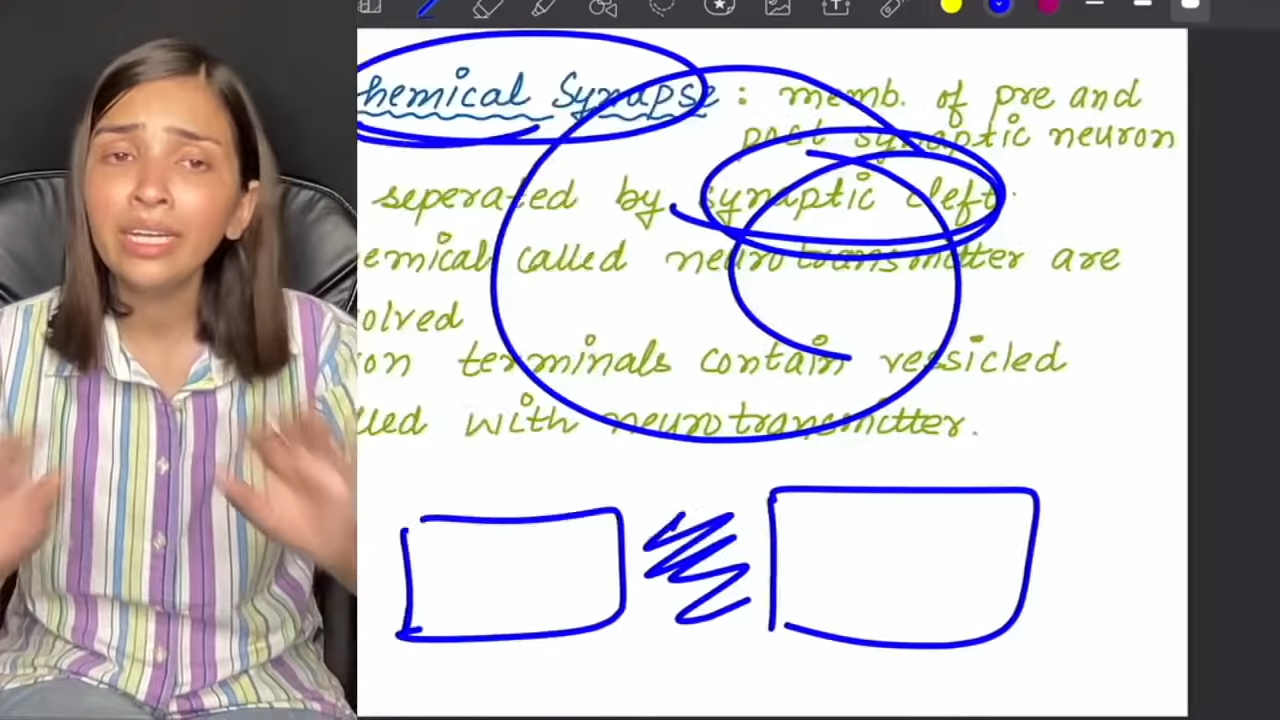 hemical Synapse : memb. of pre and
post synaptic neuron
seperated by synaptic cleft.
emical called neurotransmitter are
olved
on terminals contain vessicled
lled with neurotransmitter.